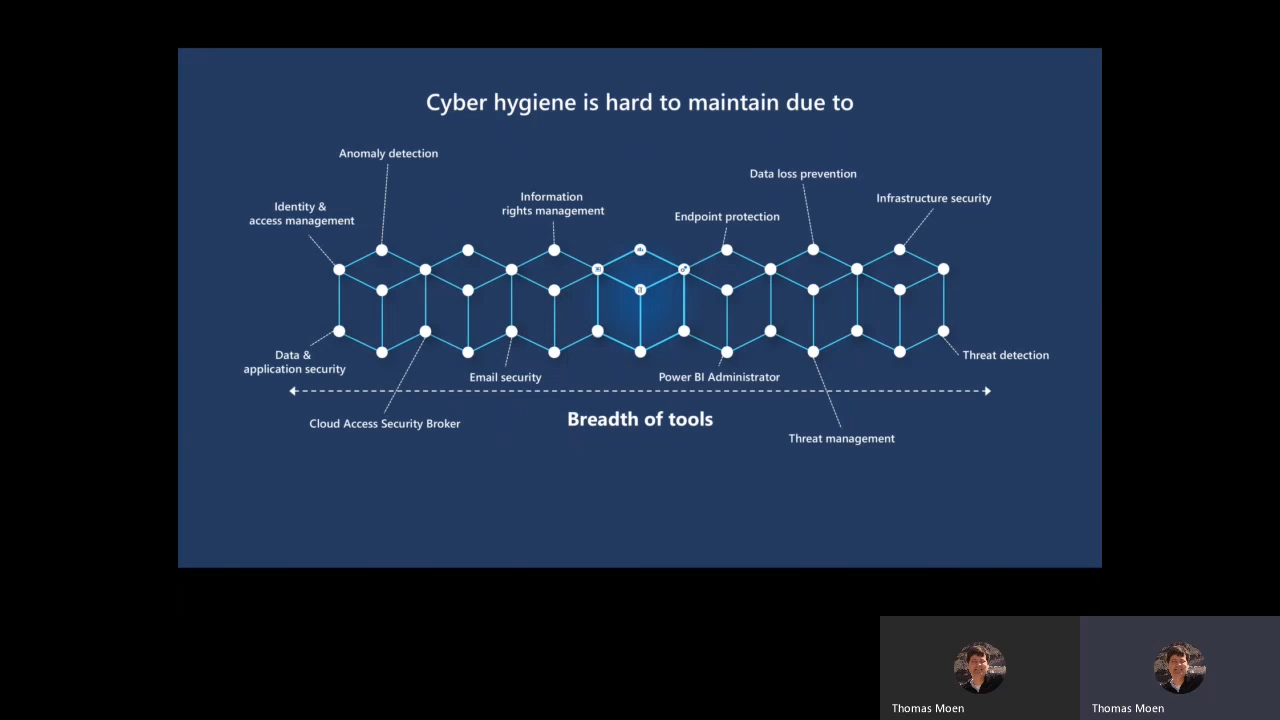 Cyber hygiene is hard to maintain due to
Anomaly detection
Data loss prevention
Information
rights management
Infrastructure security
Identity &
access management
Endpoint protection
Data &
application security
Threat detection
Email security
Power BI Administrator
Breadth of tools
Cloud Access Security Broker
Threat management
Thomas Moen
Thomas Moen